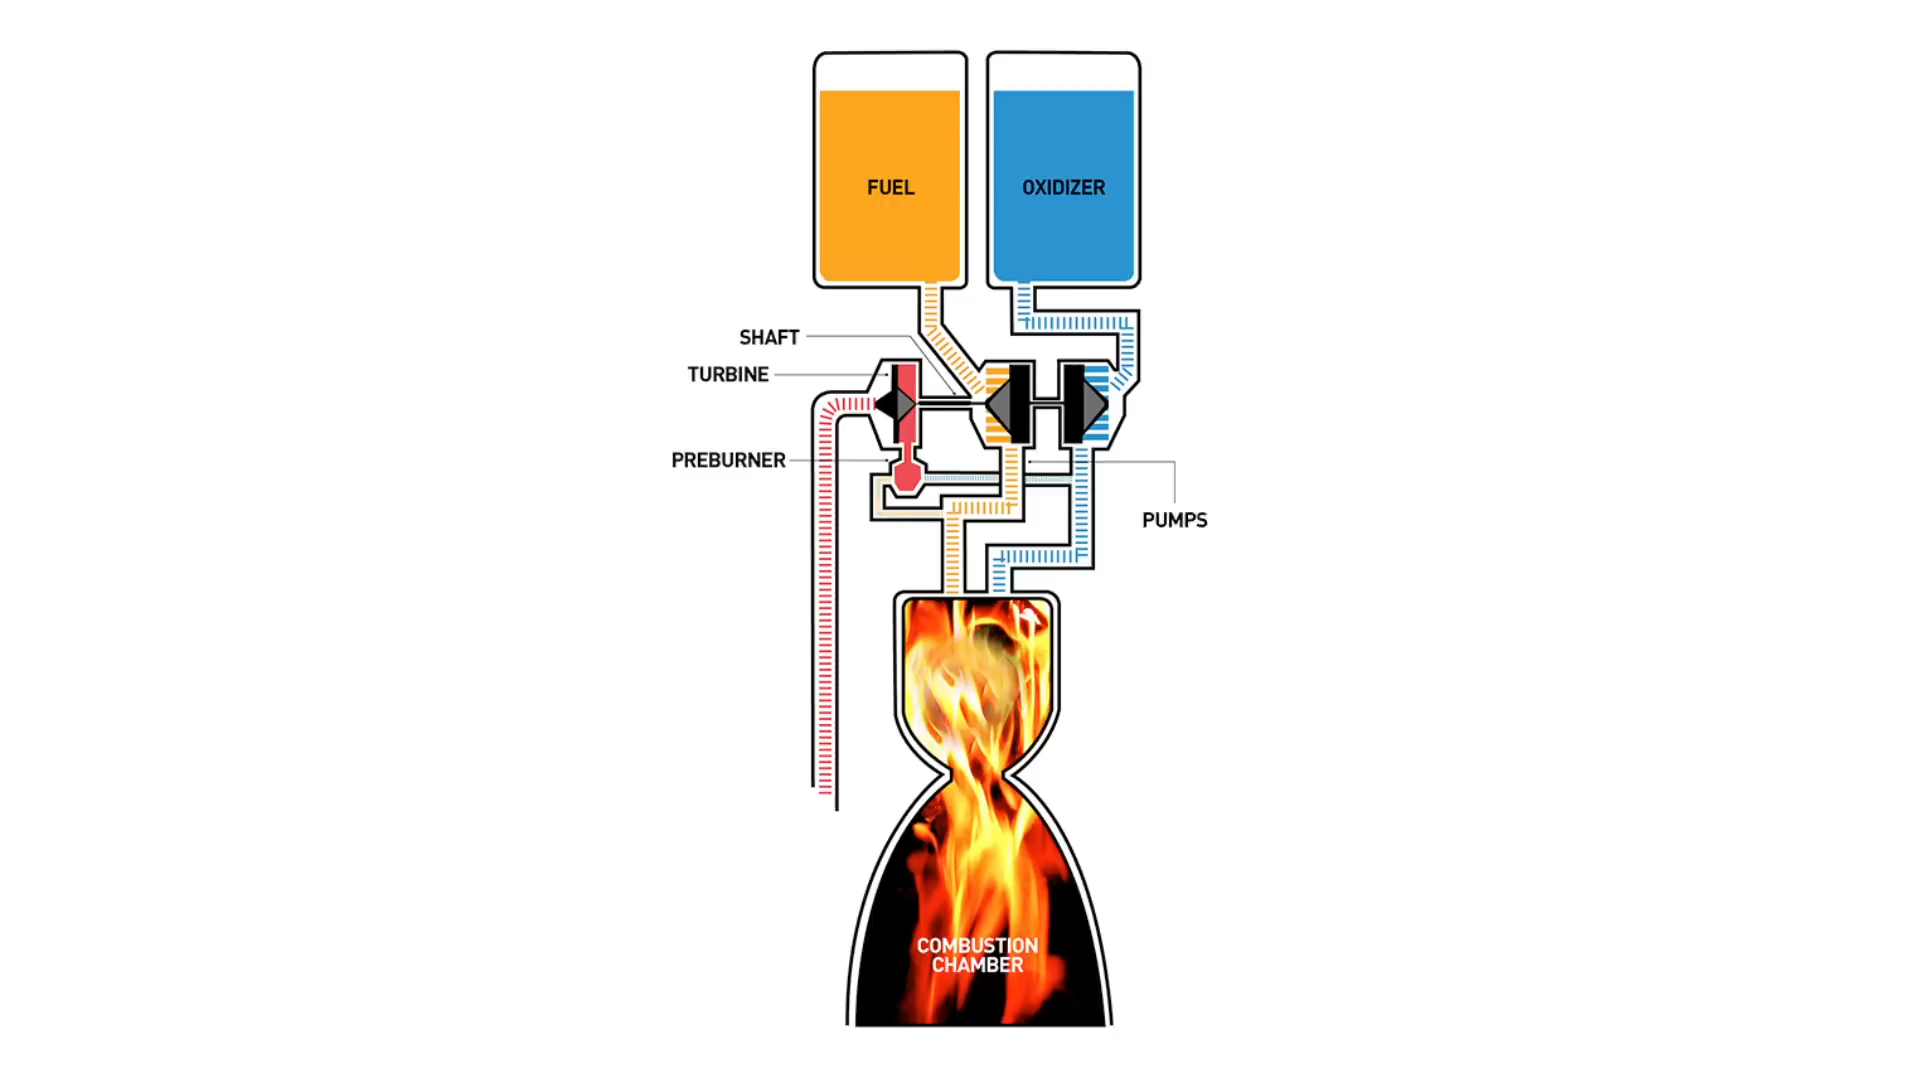 FUEL
OXIDIZER
SHAFT
TURBINE
PREBURNER
PUMPS
COMBUSTION
CHAMBER